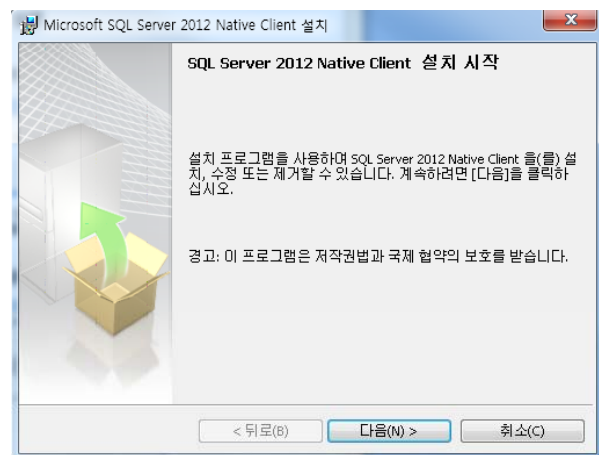 Microsoft SQL Server 2012 Native Client 설치
SQL Server 2012 Native Client 설치 시작
설치 프로그램을 사용하여 SQL Server 2012 Native Client 을(를) 설
치, 수정 또는 제거할 수 있습니다. 계속하려면 [다음]을 클릭하
십시오.
경고: 이 프로그램은 저작권법과 국제 협약의 보호를 받습니다.
< 뒤로(B)
다음(N) >
취소(C)